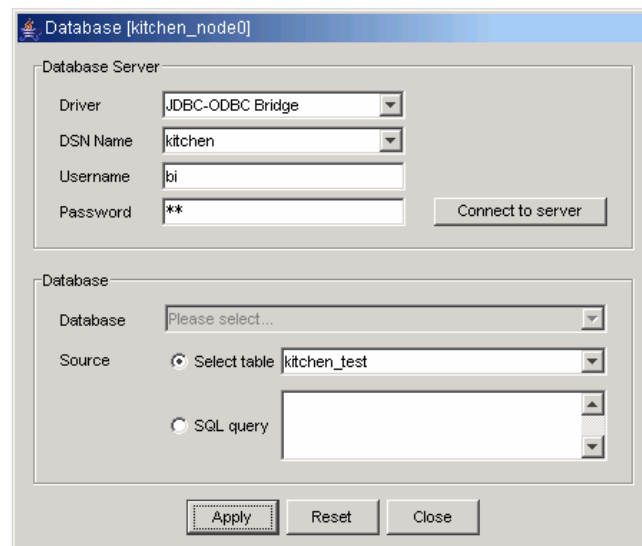 Database [kitchen_node0]
Database Server
Driver JDBC-ODBC Bridge
DSN Name kitchen
Username bi
Password ** Connect to server
Database
Database Please select...
Source Select table kitchen_test
SQL query
Apply Reset Close